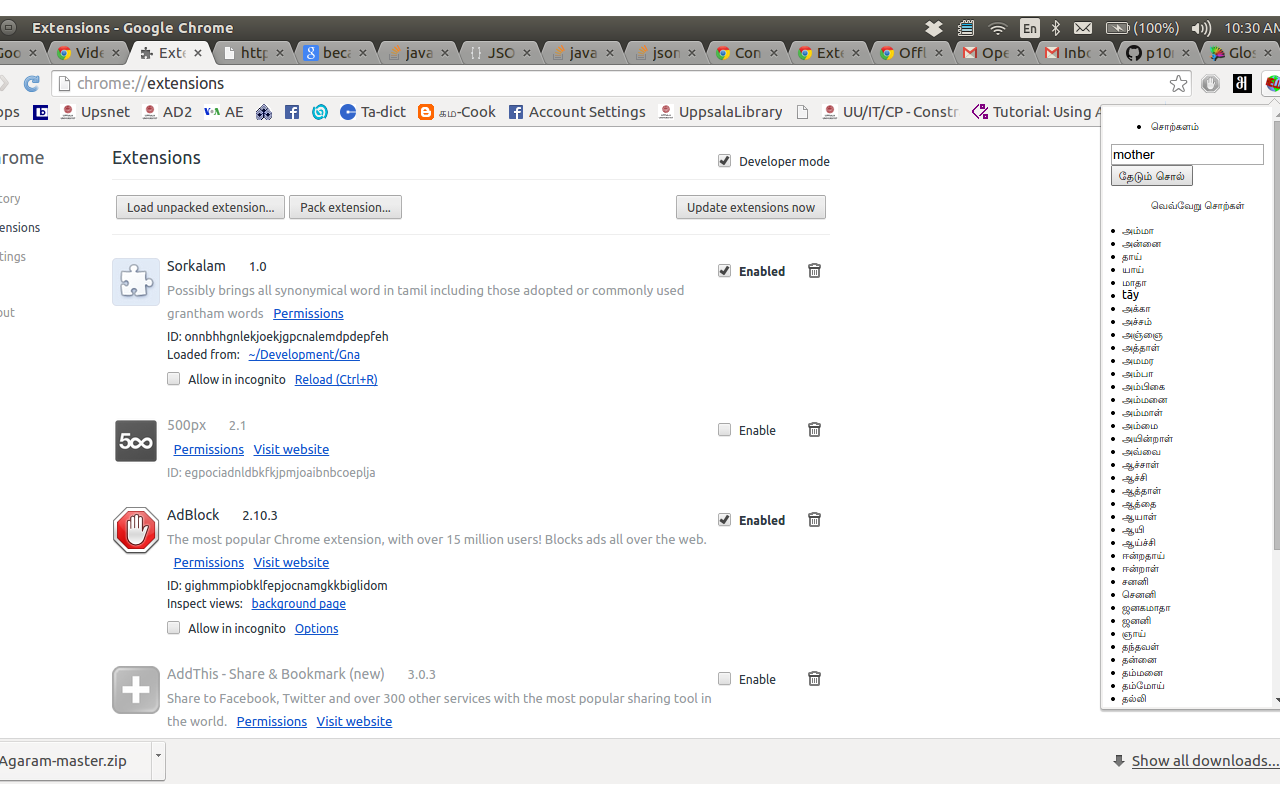 Extensions - Google Chrome
En
(100%)
10:30 AM
Goo
Vide
Exte
http
beca
java
JSO
java
json
Con
Exte
Offl
Ope
Inbo
p10
Glos
chrome://extensions
அ
ops
b
Upsnet
AD2
VOA AE
Ta-dict
கம-Cook
Account Settings
UppsalaLibrary
UU/IT/CP - Constr
Tutorial: Using A
hrome
tory
ensions
tings
out
Extensions
Developer mode
Load unpacked extension...
Pack extension...
Update extensions now
Sorkalam 1.0
Enabled
Possibly brings all synonymical word in tamil including those adopted or commonly used
grantham words Permissions
ID: onnbhhgnlekjoekjgpcnalemdpdepfeh
Loaded from: ~/Development/Gna
Allow in incognito Reload (Ctrl+R)
500
500px 2.1
Enable
Permissions Visit website
ID: egpociadnldbkfkjpmjoaibnbcoeplja
AdBlock 2.10.3
Enabled
The most popular Chrome extension, with over 15 million users! Blocks ads all over the web.
Permissions Visit website
ID: gighmmpiobklfepjocnamgkkbiglidom
Inspect views: background page
Allow in incognito Options
AddThis - Share & Bookmark (new) 3.0.3
Enable
Share to Facebook, Twitter and over 300 other services with the most popular sharing tool in
the world. Permissions Visit website
சொற்களம்
mother
தேடும் சொல்
வெவ்வேறு சொற்கள்
அம்மா
அன்னை
தாய்
யாய்
மாதா
tāy
அக்கா
அச்சம்
அஞ்ஞை
அத்தாள்
அமமர
அம்பா
அம்பிகை
அம்மனை
அம்மாள்
அம்மை
அயின்றாள்
அவ்வை
ஆச்சாள்
ஆச்சி
ஆத்தாள்
ஆத்தை
ஆயாள்
ஆயி
ஆய்ச்சி
ஈன்றதாய்
ஈன்றாள்
சனனி
செனனி
ஜனகமாதா
ஜனனி
ஞாய்
தந்தவள்
தன்னை
தம்மனை
தம்மோய்
தல்லி
Agaram-master.zip
Show all downloads...